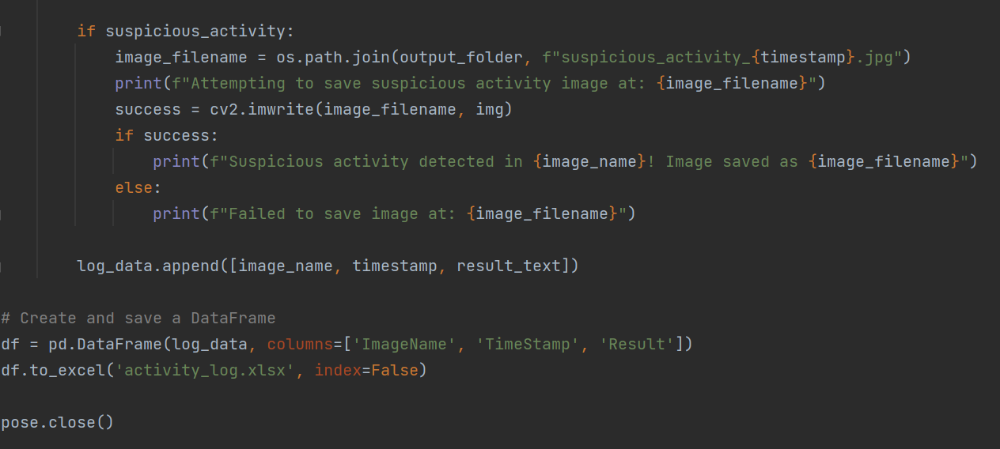 if suspicious_activity:
image_filename = os.path.join(output_folder, f"suspicious_activity_{timestamp}.jpg")
print(f"Attempting to save suspicious activity image at: {image_filename}")
success = cv2.imwrite(image_filename, img)
if success:
print(f"Suspicious activity detected in {image_name}! Image saved as {image_filename}")
else:
print(f"Failed to save image at: {image_filename}")
log_data.append([image_name, timestamp, result_text])
# Create and save a DataFrame
df = pd.DataFrame(log_data, columns=['ImageName', 'TimeStamp', 'Result'])
df.to_excel('activity_log.xlsx', index=False)
pose.close()